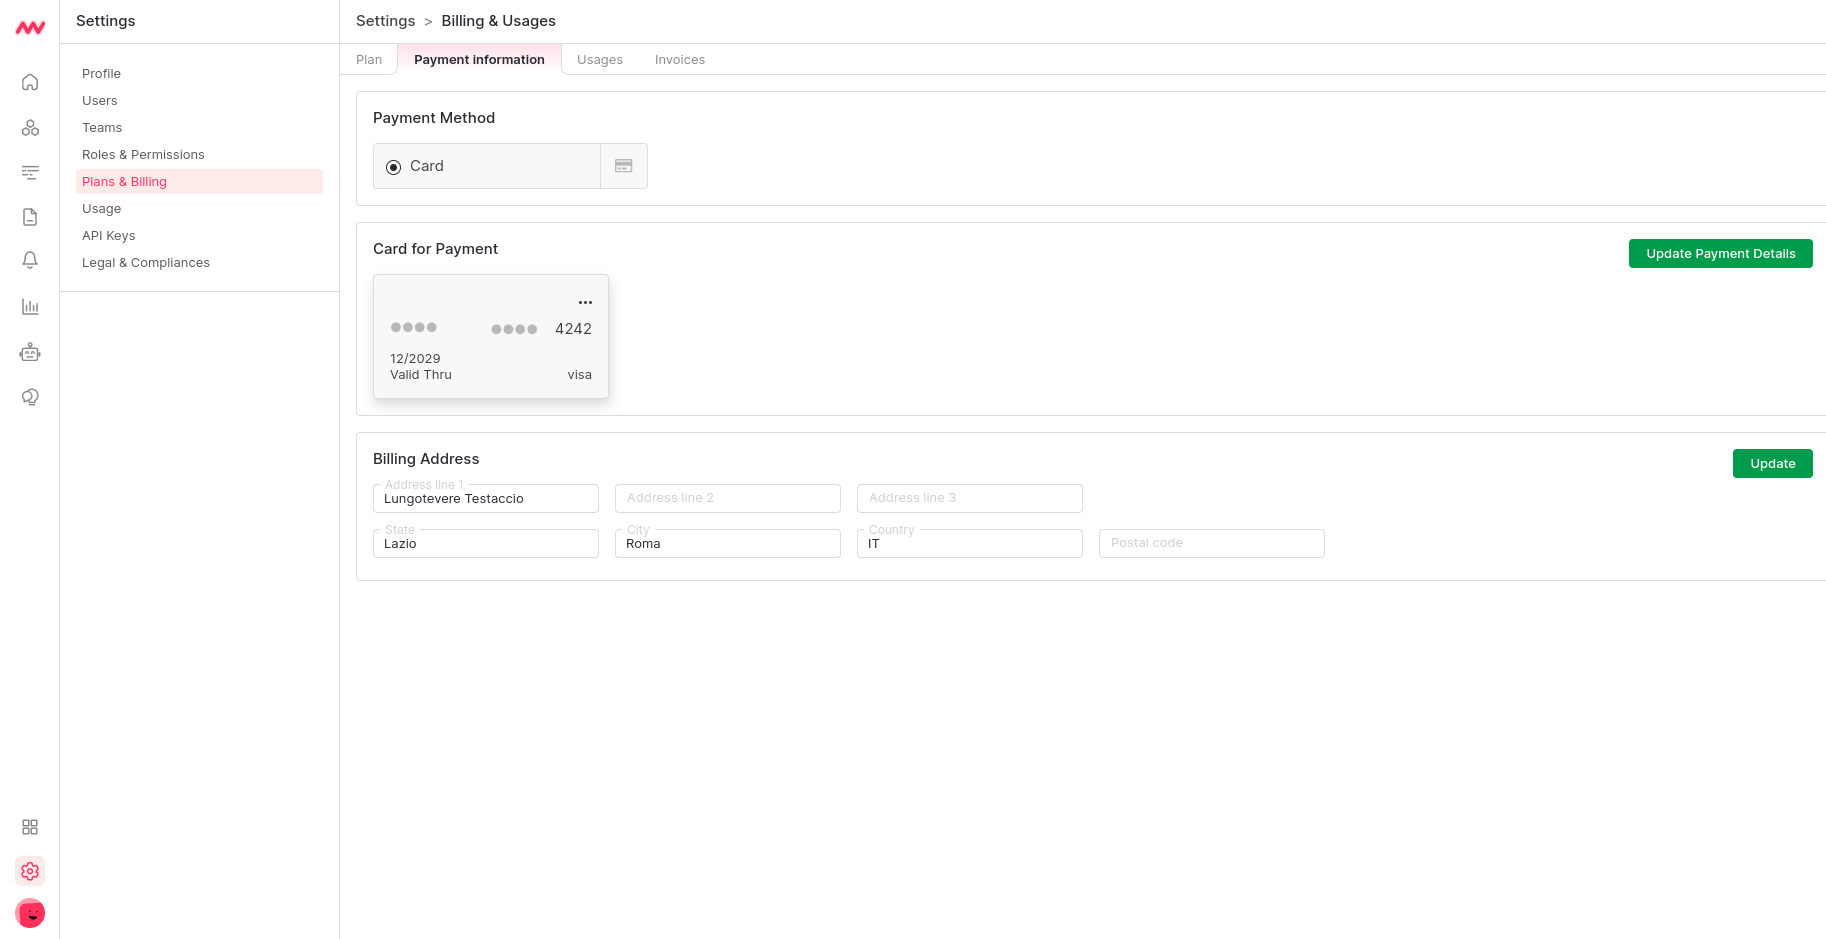 Settings
Settings > Billing & Usages
Profile
Users
Teams
Roles & Permissions
Plans & Billing
Usage
API Keys
Legal & Compliances
Plan
Payment information
Usages
Invoices
Payment Method
Card
Card for Payment
Update Payment Details
4242
12/2029
Valid Thru
visa
Billing Address
Update
Address line 1
Lungotevere Testaccio
Address line 2
Address line 3
State
Lazio
City
Roma
Country
IT
Postal code